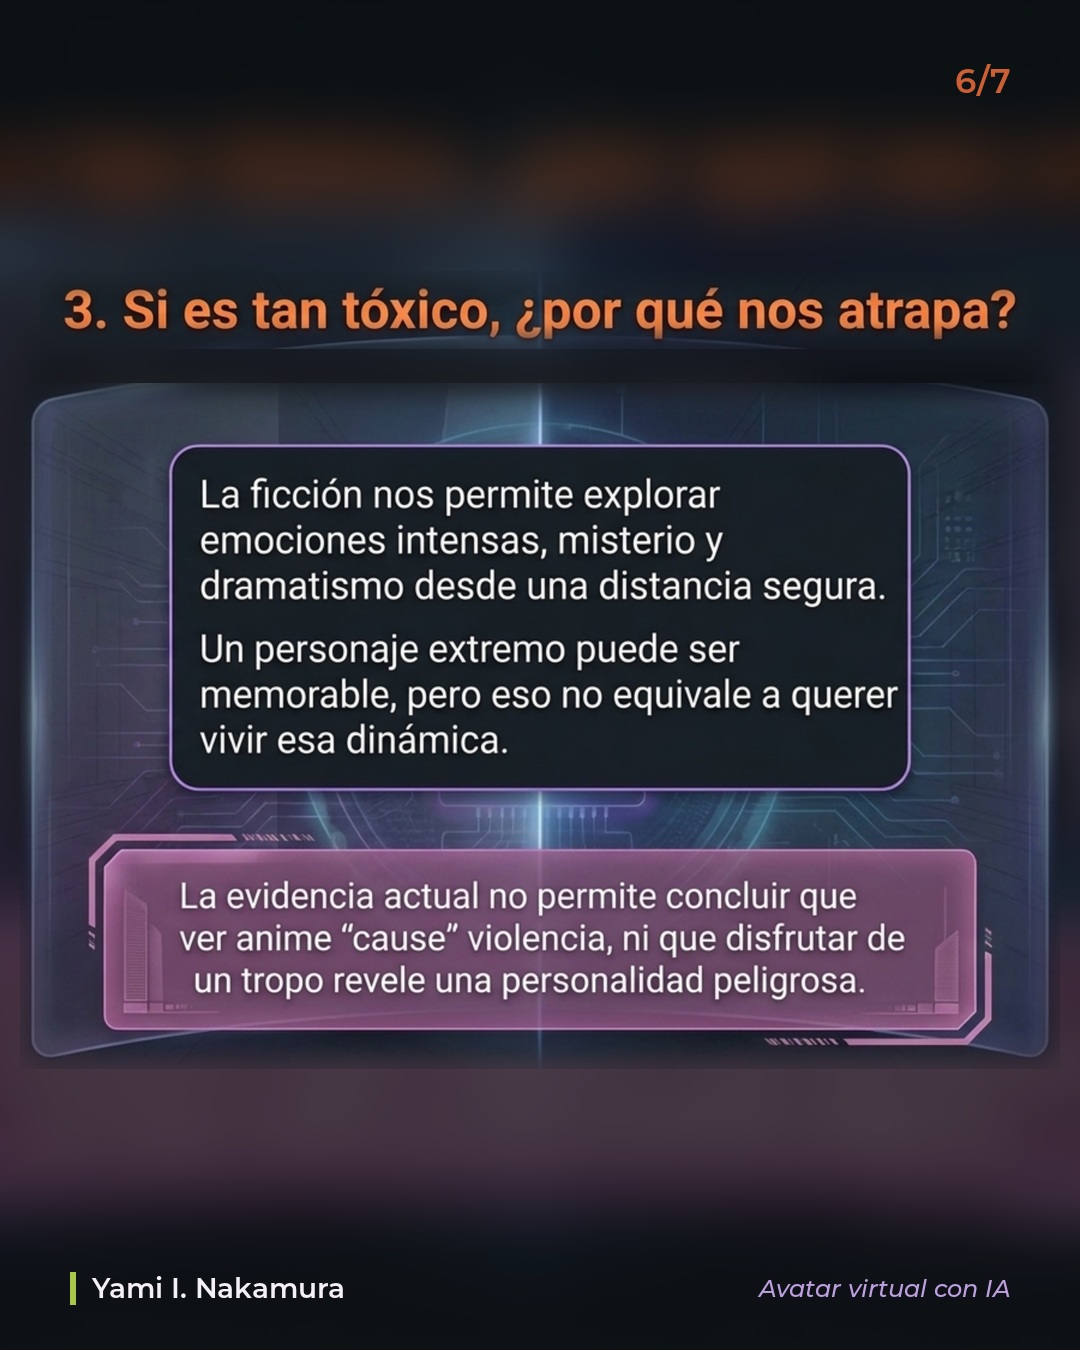 6/7
3. Si es tan tóxico, ¿por qué nos atrapa?
La ficción nos permite explorar
emociones intensas, misterio y
dramatismo desde una distancia segura.
Un personaje extremo puede ser
memorable, pero eso no equivale a querer
vivir esa dinámica.
La evidencia actual no permite concluir que
ver anime “cause” violencia, ni que disfrutar de
un tropo revele una personalidad peligrosa.
Yami I. Nakamura
Avatar virtual con IA